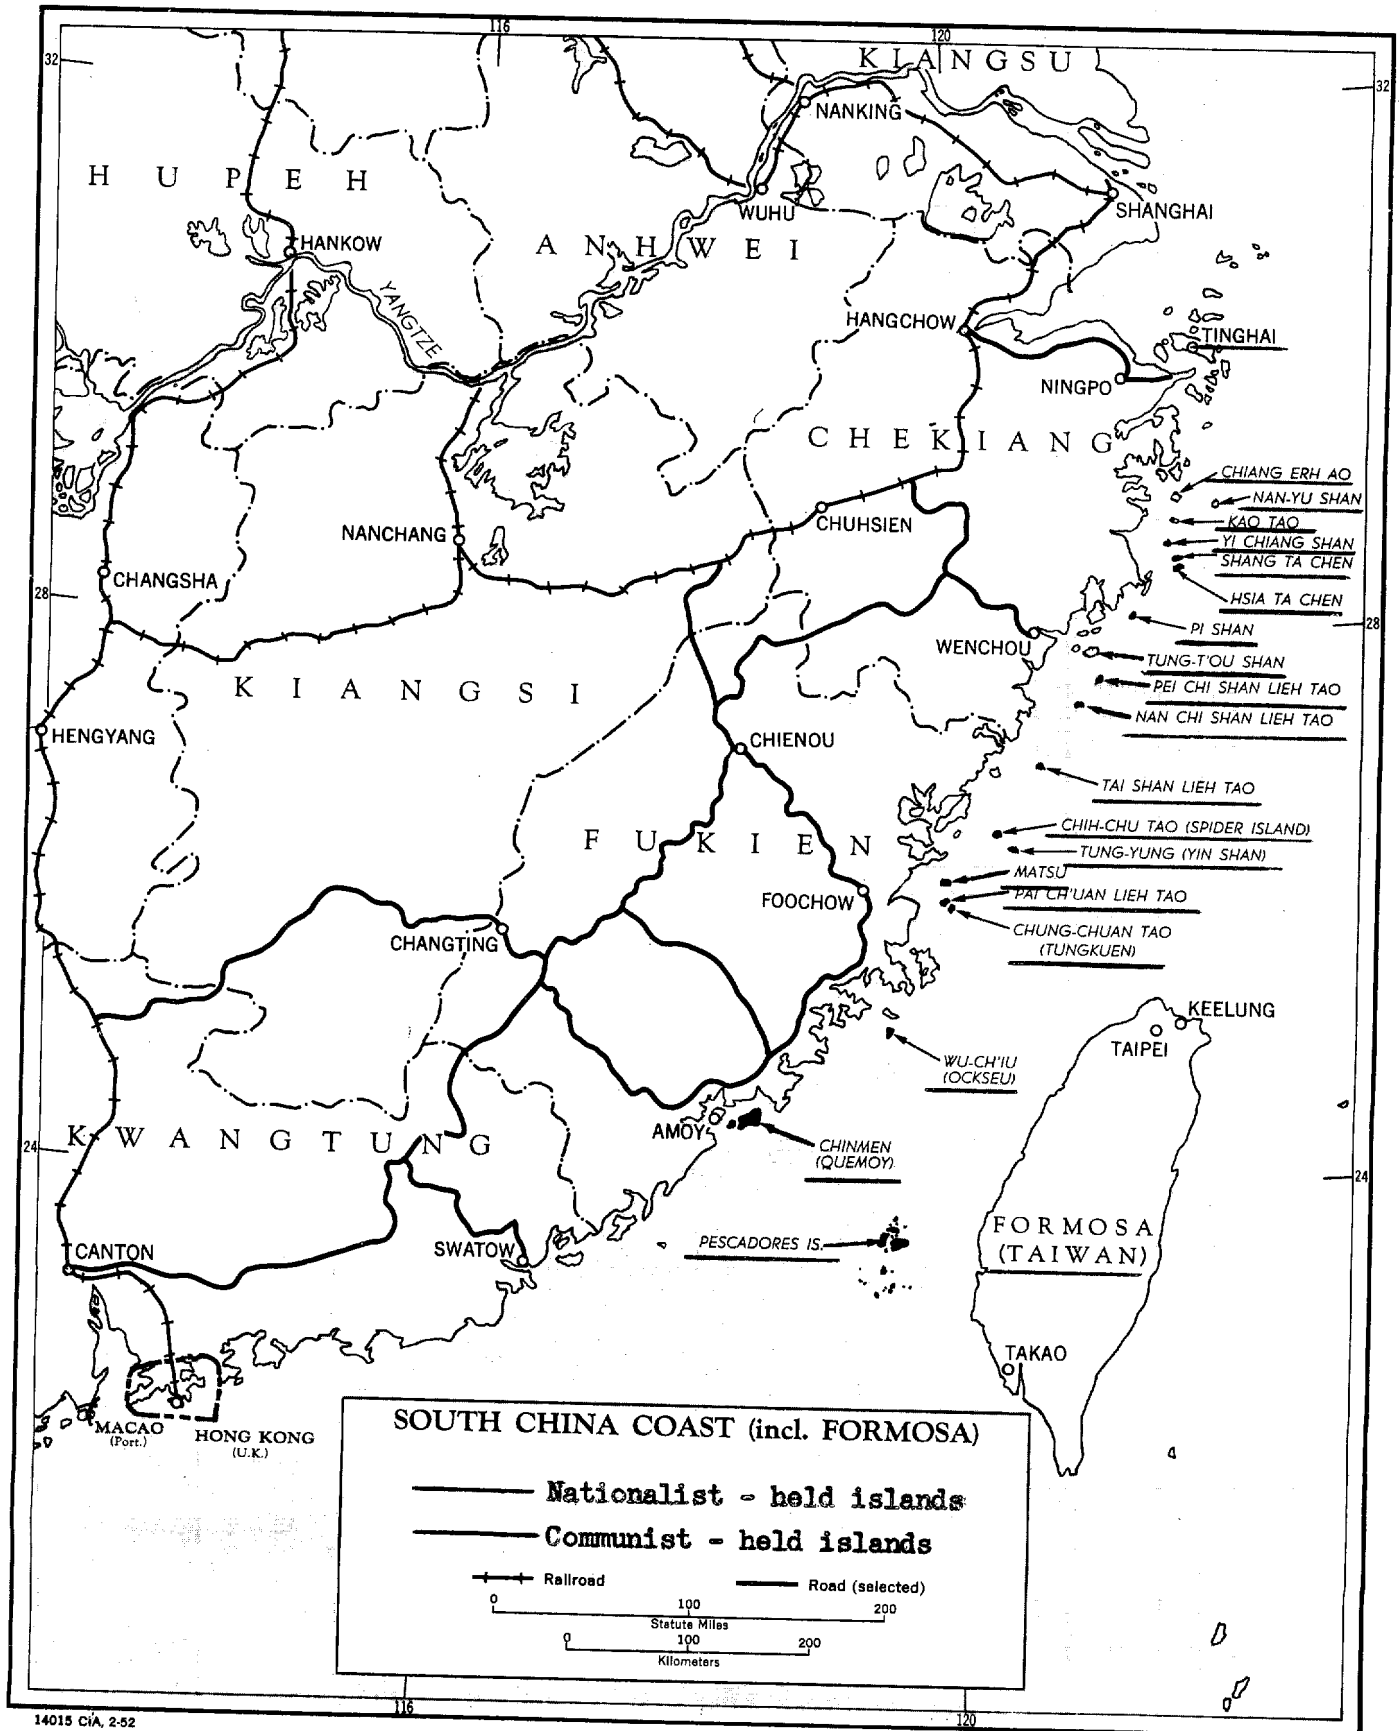 116
120
32
32
KIANGSU
NANKING
HUPEH
WUHU
SHANGHAI
HANKOW
ANHWEI
YANGTZE
HANGCHOW
TINGHAI
NINGPO
CHEKIANG
CHIANG ERH AO
NAN-YU SHAN
CHUHSIEN
KAO TAO
NANCHANG
YI CHIANG SHAN
SHANG TA CHEN
CHANGSHA
28
HSIA TA CHEN
28
PI SHAN
WENCHOU
TUNG-T'OU SHAN
KIANGSI
PEI CHI SHAN LIEH TAO
NAN CHI SHAN LIEH TAO
HENGYANG
CHIENOU
TAI SHAN LIEH TAO
CHIH-CHU TAO (SPIDER ISLAND)
FUKIEN
TUNG-YUNG (YIN SHAN)
MATSU
PAI CH'UAN LIEH TAO
FOOCHOW
CHUNG-CHUAN TAO
(TUNGKUEN)
CHANGTING
KEELUNG
TAIPEI
WU-CH'IU
(OCKSEU)
AMOY
KWANGTUNG
24
CHINMEN
(QUEMOY)
24
FORMOSA
(TAIWAN)
PESCADORES IS.
CANTON
SWATOW
TAKAO
MACAO
(Port.)
HONG KONG
(U.K.)
SOUTH CHINA COAST (incl. FORMOSA)
Nationalist - held islands
Communist - held islands
Railroad
Road (selected)
0 100 200
Statute Miles
0 100 200
Kilometers
116
120
14015 CIA, 2-52